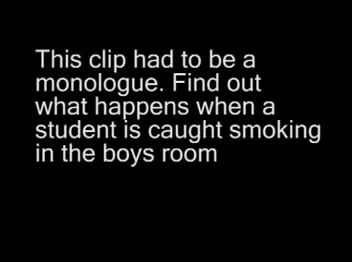 This clip had to be a
monologue. Find out
what happens when a
student is caught smoking
in the boys room